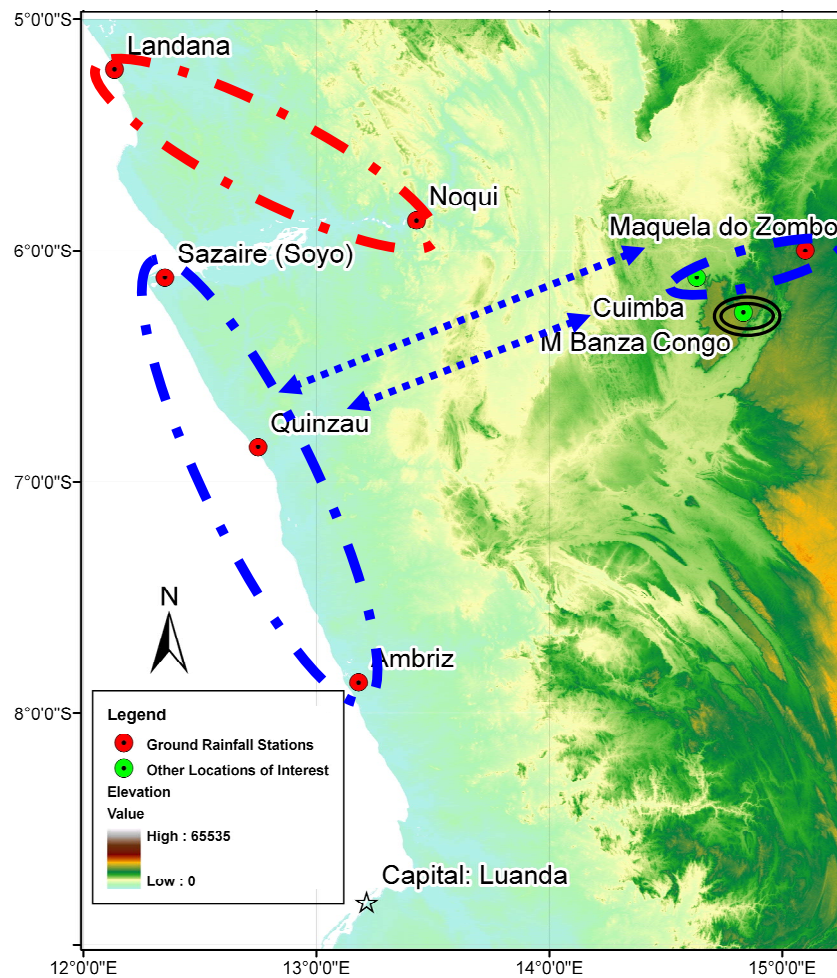 5°0'0"S
Landana
Noqui
Maquela do Zombo
6°0'0"S
Sazaire (Soyo)
Cuimba
M Banza Congo
Quinzau
7°0'0"S
N
Ambriz
8°0'0"S
Legend
Ground Rainfall Stations
Other Locations of Interest
Elevation
Value
High : 65535
Low : 0
Capital: Luanda
12°0'0"E
13°0'0"E
14°0'0"E
15°0'0"E